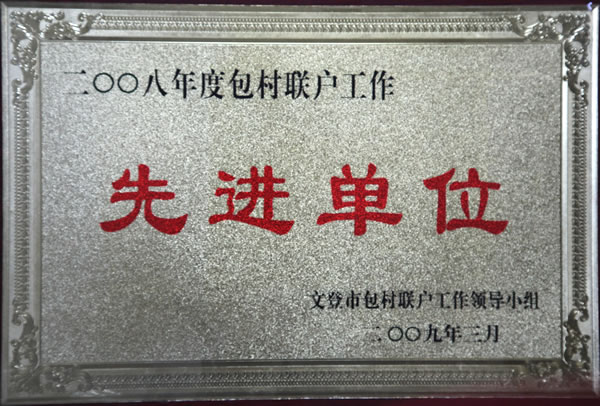 二〇〇八年度包村联户工作
先进单位
文登市包村联户工作领导小组
二〇〇九年三月